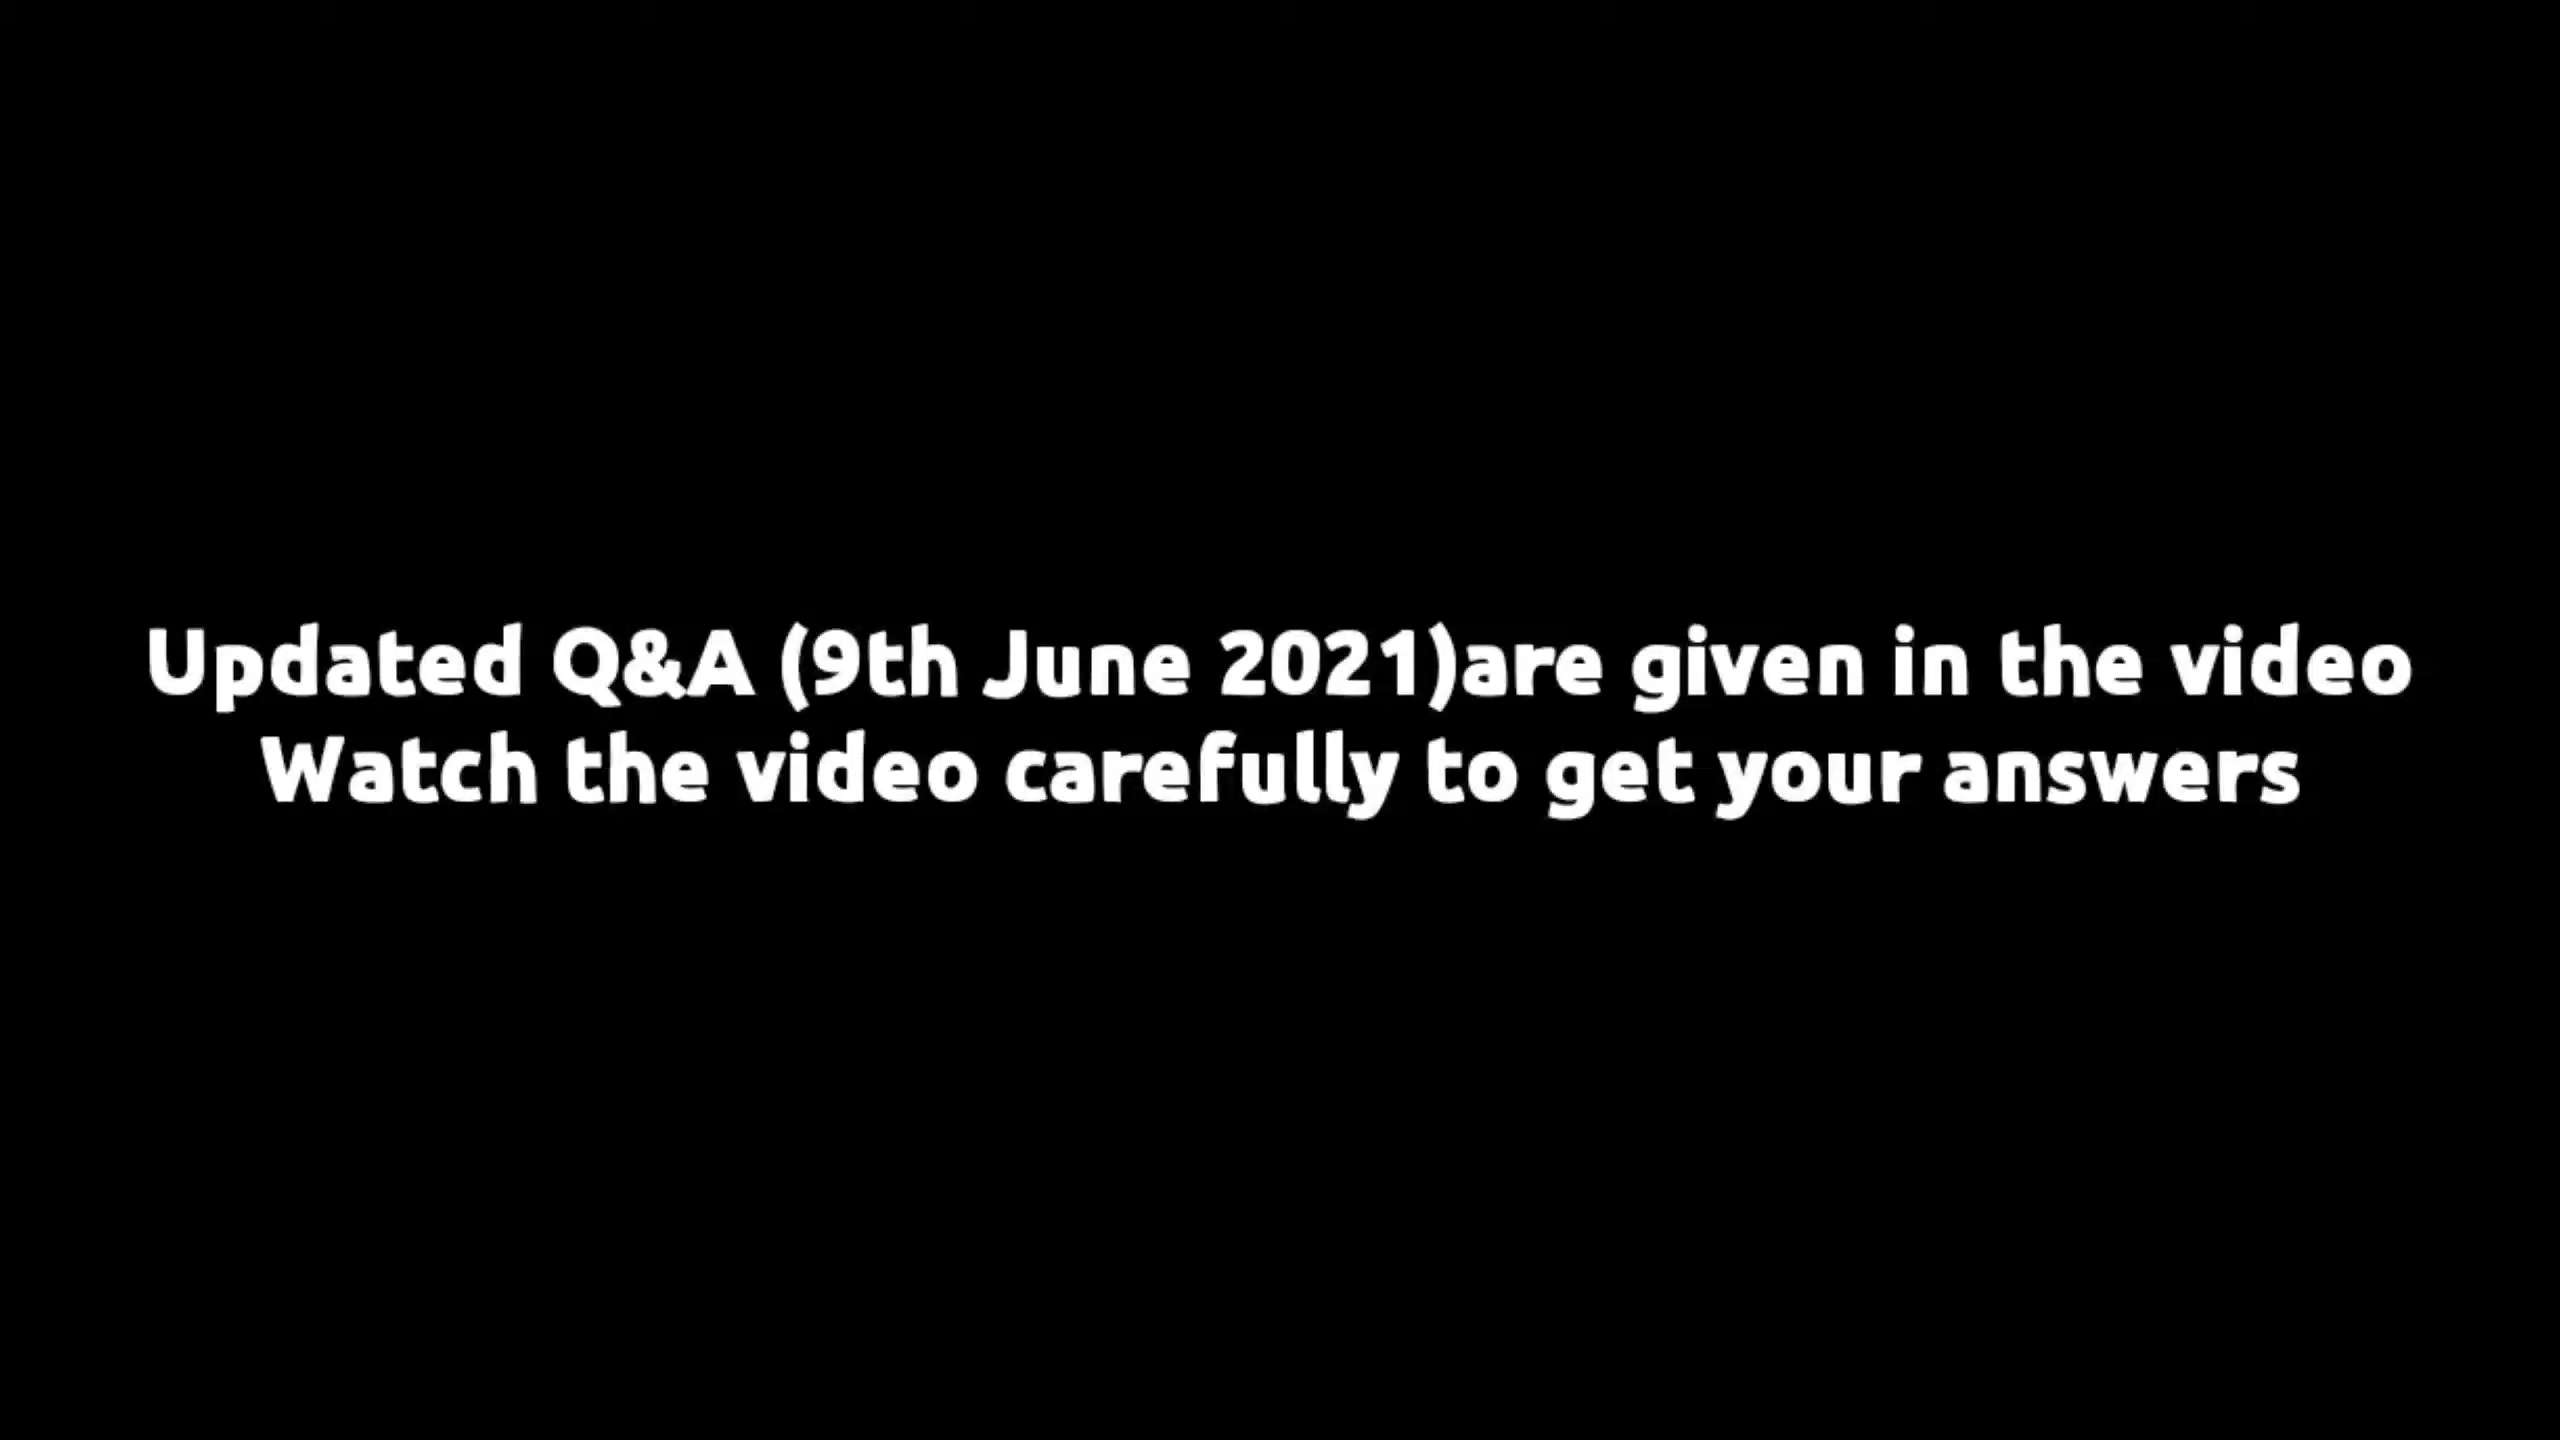 Updated Q&A (9th June 2021)are given in the video
Watch the video carefully to get your answers